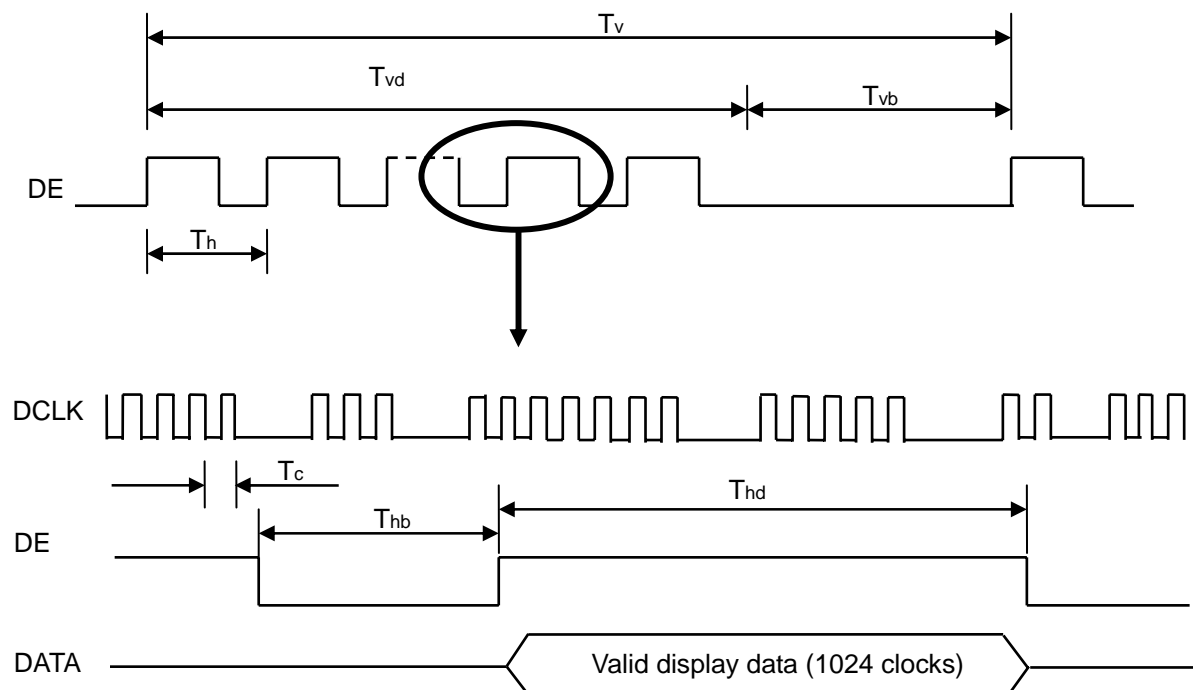 Tv
Tvd
Tvb
DE
Th
DCLK
Tc
Thd
Thb
DE
DATA
Valid display data (1024 clocks)